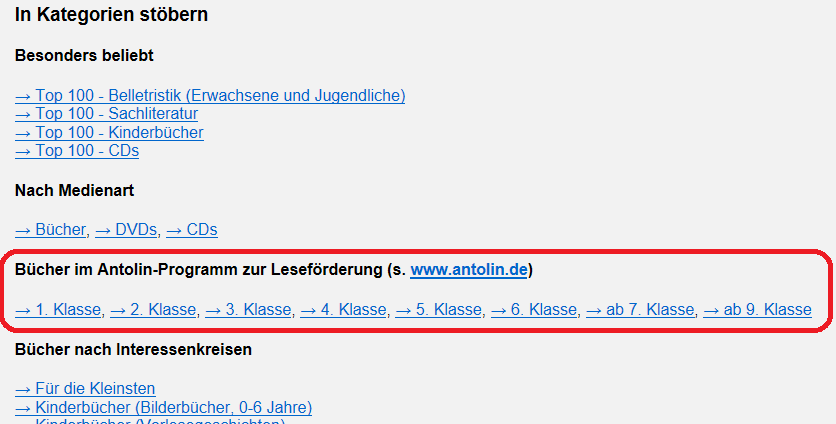 In Kategorien stöbern
Besonders beliebt
→ Top 100 - Belletristik (Erwachsene und Jugendliche)
→ Top 100 - Sachliteratur
→ Top 100 - Kinderbücher
→ Top 100 - CDs
Nach Medienart
→ Bücher, → DVDs, → CDs
Bücher im Antolin-Programm zur Leseförderung (s. www.antolin.de)
→ 1. Klasse, → 2. Klasse, → 3. Klasse, → 4. Klasse, → 5. Klasse, → 6. Klasse, → ab 7. Klasse, → ab 9. Klasse
Bücher nach Interessenkreisen
→ Für die Kleinsten
→ Kinderbücher (Bilderbücher, 0-6 Jahre)
→ Kinderbücher (Vorlesegeschichten)